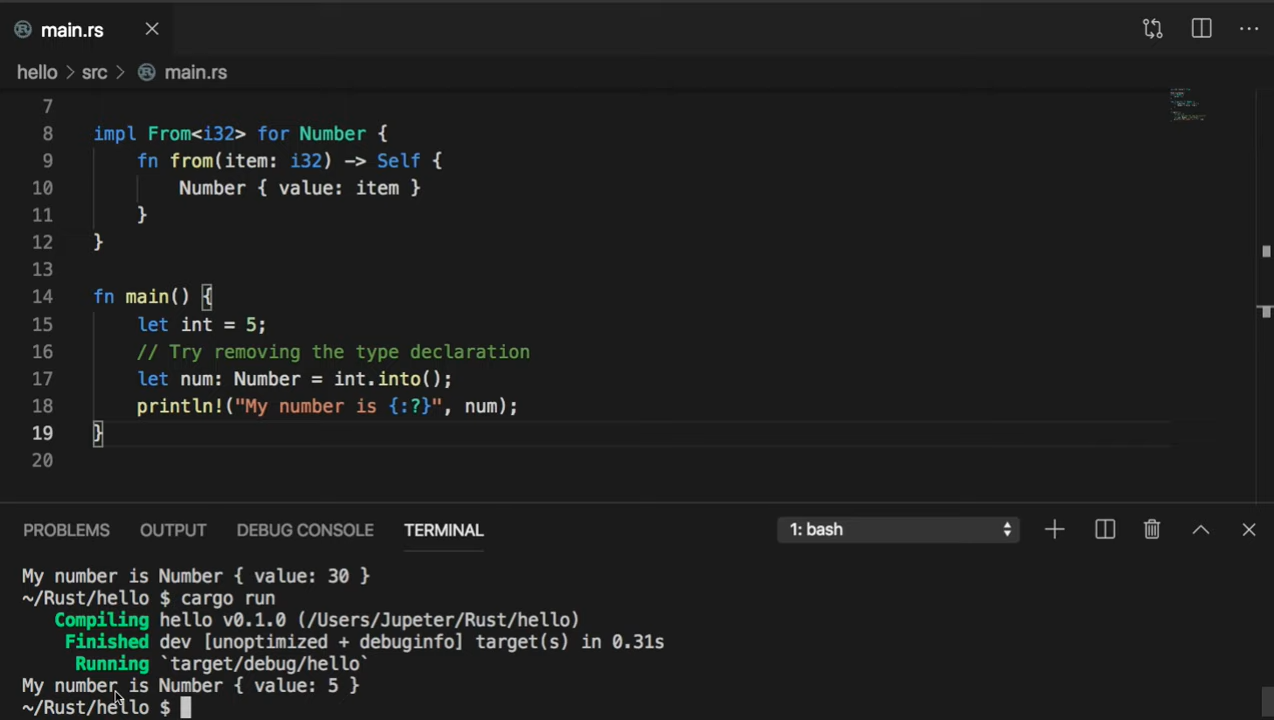 main.rs
hello > src > main.rs
7
8 impl From<i32> for Number {
9 fn from(item: i32) -> Self {
10 Number { value: item }
11 }
12 }
13
14 fn main() {
15 let int = 5;
16 // Try removing the type declaration
17 let num: Number = int.into();
18 println!("My number is {:?}", num);
19 }
20
PROBLEMS OUTPUT DEBUG CONSOLE TERMINAL 1: bash
My number is Number { value: 30 }
~/Rust/hello $ cargo run
Compiling hello v0.1.0 (/Users/Jupeter/Rust/hello)
Finished dev [unoptimized + debuginfo] target(s) in 0.31s
Running `target/debug/hello`
My number is Number { value: 5 }
~/Rust/hello $